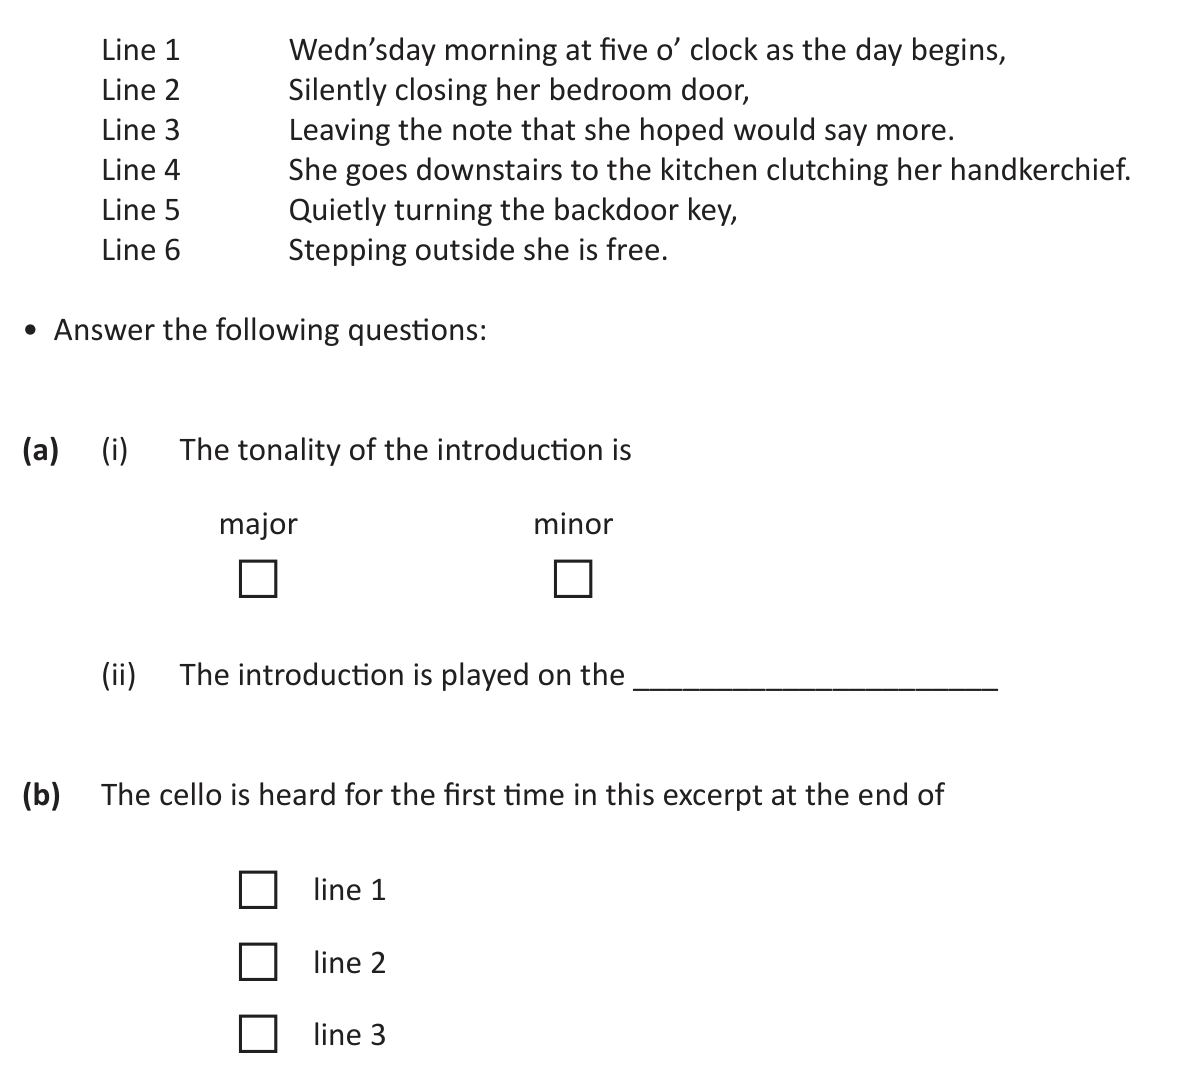 Line 1 Wedn’sday morning at five o’ clock as the day begins,
Line 2 Silently closing her bedroom door,
Line 3 Leaving the note that she hoped would say more.
Line 4 She goes downstairs to the kitchen clutching her handkerchief.
Line 5 Quietly turning the backdoor key,
Line 6 Stepping outside she is free.
• Answer the following questions:
(a) (i) The tonality of the introduction is
major minor
(ii) The introduction is played on the ______________________
(b) The cello is heard for the first time in this excerpt at the end of
line 1
line 2
line 3